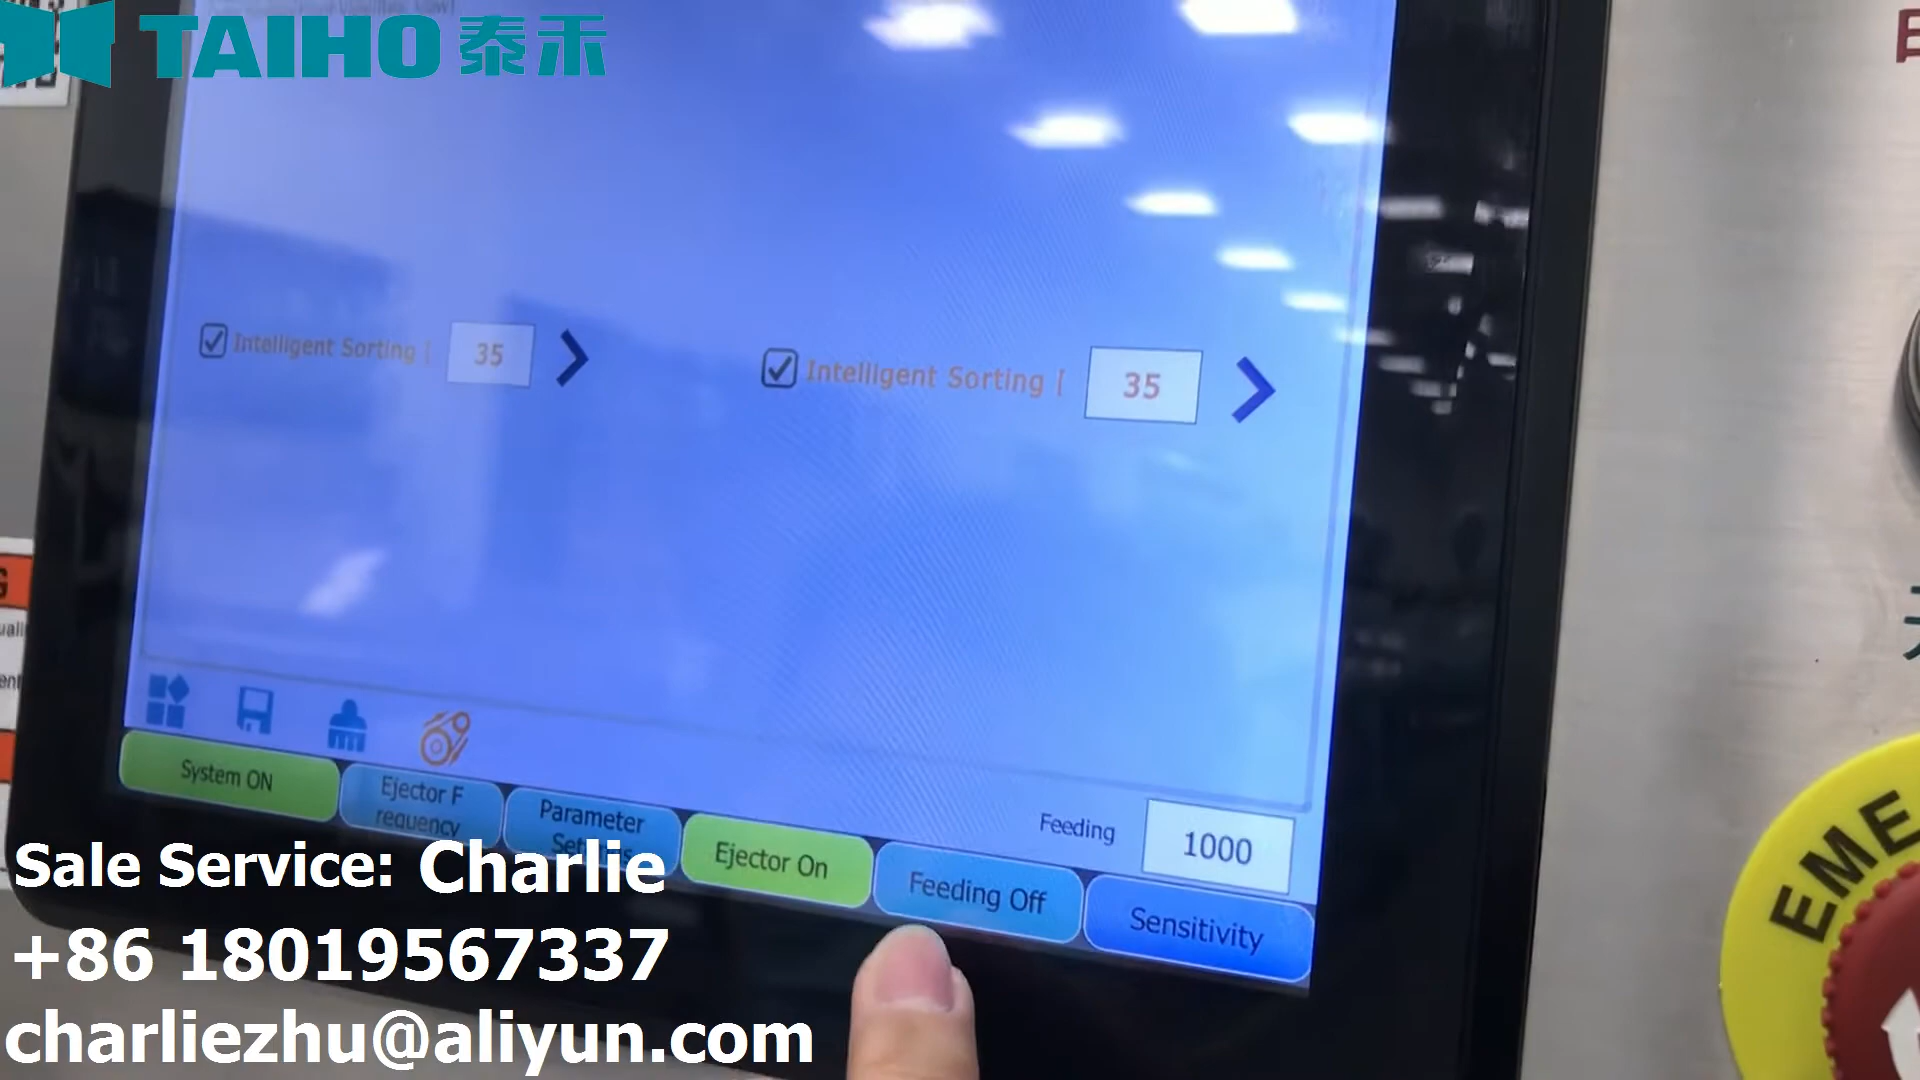 TAIHO 泰禾
Intelligent Sorting [ 35
Intelligent Sorting [ 35
System ON
Ejector F
requency
Parameter
Ejector On
Feeding Off
Feeding 1000
Sensitivity
EME
Sale Service: Charlie
+86 18019567337
charliezhu@aliyun.com